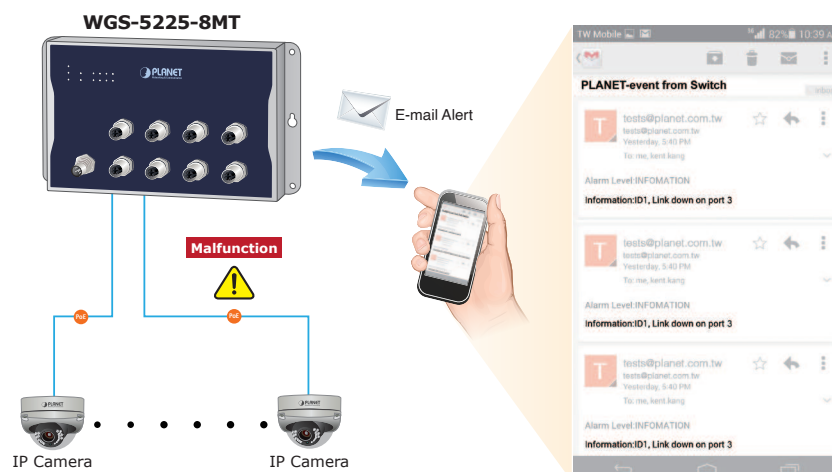 WGS-5225-8MT
PLANET
E-mail Alert
Malfunction
PoE
PoE
PLANET
PLANET
IP Camera
IP Camera
TW Mobile
82% 10:39 A
PLANET-event from Switch
T
tests@planet.com.tw
tests@planet.com.tw
Yesterday, 5:40 PM
To: me, kent.kang
Alarm Level:INFOMATION
Information:ID1, Link down on port 3
T
tests@planet.com.tw
tests@planet.com.tw
Yesterday, 5:40 PM
To: me, kent.kang
Alarm Level:INFOMATION
Information:ID1, Link down on port 3
T
tests@planet.com.tw
tests@planet.com.tw
Yesterday, 5:40 PM
To: me, kent.kang
Alarm Level:INFOMATION
Information:ID1, Link down on port 3